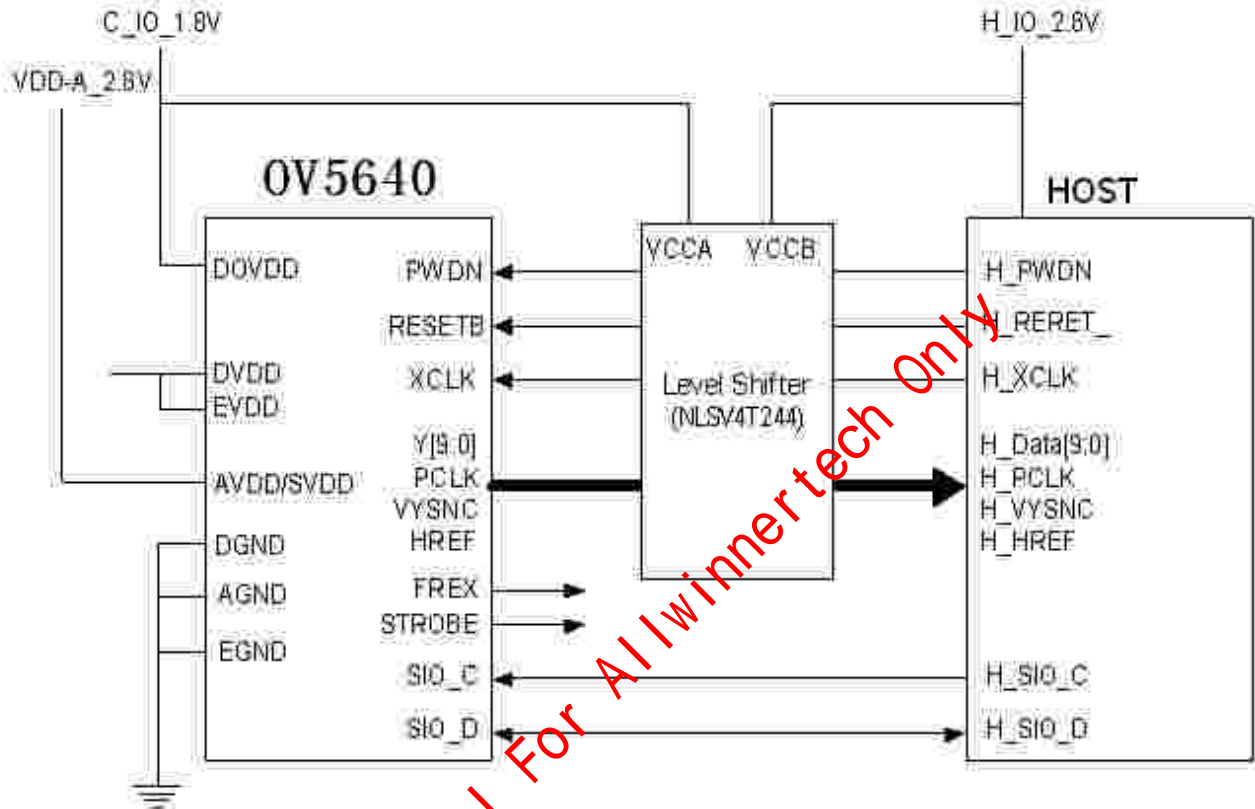 C_IO_1.8V
H_IO_2.8V
VDD-A_2.8V
OV5640
HOST
VCCA VCCB
DOVDD
PWDN
H_PWDN
RESETB
H_RERET_
DVDD
XCLK
H_XCLK
EVDD
Level Shifter
(NLSV4T244)
Y[9:0]
H_Data[9:0]
AVDD/SVDD
PCLK
H_PCLK
VYSNC
H_VYSNC
DGND
HREF
H_HREF
AGND
FREX
STROBE
EGND
SIO_C
H_SIO_C
SIO_D
H_SIO_D
l For Allwinnertech Only